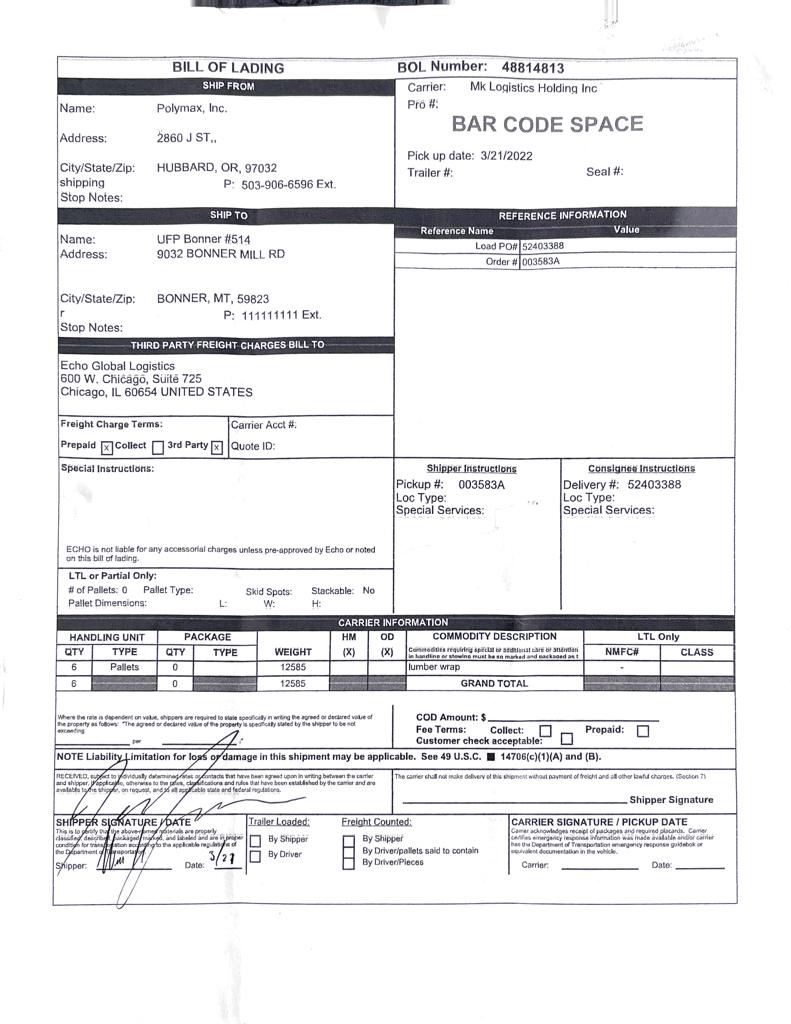 BILL OF LADING
BOL Number: 48814813
SHIP FROM
Name: Polymax, Inc.
Address: 2860 J ST,,
City/State/Zip: HUBBARD, OR, 97032
shipping P: 503-906-6596 Ext.
Stop Notes:
Carrier: Mk Logistics Holding Inc
Pro #:
BAR CODE SPACE
Pick up date: 3/21/2022
Trailer #: Seal #:
SHIP TO
Name: UFP Bonner #514
Address: 9032 BONNER MILL RD
City/State/Zip: BONNER, MT, 59823
r P: 111111111 Ext.
Stop Notes:
REFERENCE INFORMATION
Reference Name Value
Load PO# 52403388
Order # 003583A
THIRD PARTY FREIGHT CHARGES BILL TO
Echo Global Logistics
600 W. Chicago, Suite 725
Chicago, IL 60654 UNITED STATES
Freight Charge Terms: Carrier Acct #:
Prepaid x Collect 3rd Party x Quote ID:
Special Instructions:
ECHO is not liable for any accessorial charges unless pre-approved by Echo or noted
on this bill of lading.
Shipper Instructions
Pickup #: 003583A
Loc Type:
Special Services:
Consignee Instructions
Delivery #: 52403388
Loc Type:
Special Services:
LTL or Partial Only:
# of Pallets: 0 Pallet Type: Skid Spots: Stackable: No
Pallet Dimensions: L: W: H:
CARRIER INFORMATION
HANDLING UNIT PACKAGE HM OD COMMODITY DESCRIPTION LTL Only
QTY TYPE QTY TYPE WEIGHT (X) (X) Commodities requiring special or additional care or attention NMFC# CLASS
in handling or stowing must be so marked and packaged as t
6 Pallets 0 12585 lumber wrap -
6 0 12585 GRAND TOTAL
Where the rate is dependent on value, shippers are required to state specifically in writing the agreed or declared value of
the property as follows: "The agreed or declared value of the property is specifically stated by the shipper to be not
exceeding
per
COD Amount: $
Fee Terms: Collect: Prepaid:
Customer check acceptable:
NOTE Liability Limitation for loss or damage in this shipment may be applicable. See 49 U.S.C. ■ 14706(c)(1)(A) and (B).
RECEIVED, subject to individually determined rates or contacts that have been agreed upon in writing between the carrier
and shipper, if applicable, otherwise to the rates, classifications and rules that have been established by the carrier and are
available to the shipper, on request, and to all applicable state and federal regulations.
The carrier shall not make delivery of this shipment without payment of freight and all other lawful charges. (Section 7)
Shipper Signature
SHIPPER SIGNATURE / DATE
This is to certify that the above-named materials are properly
classified, described, packaged, marked, and labeled and are in proper
condition for transportation according to the applicable regulations of
the Department of Transportation.
Shipper: Date: 3/21
Trailer Loaded:
By Shipper
By Driver
Freight Counted:
By Shipper
By Driver/pallets said to contain
By Driver/Pieces
CARRIER SIGNATURE / PICKUP DATE
Carrier acknowledges receipt of packages and required placards. Carrier
certifies emergency response information was made available and/or carrier
has the Department of Transportation emergency response guidebok or
equivalent documentation in the vehicle.
Carrier: Date: